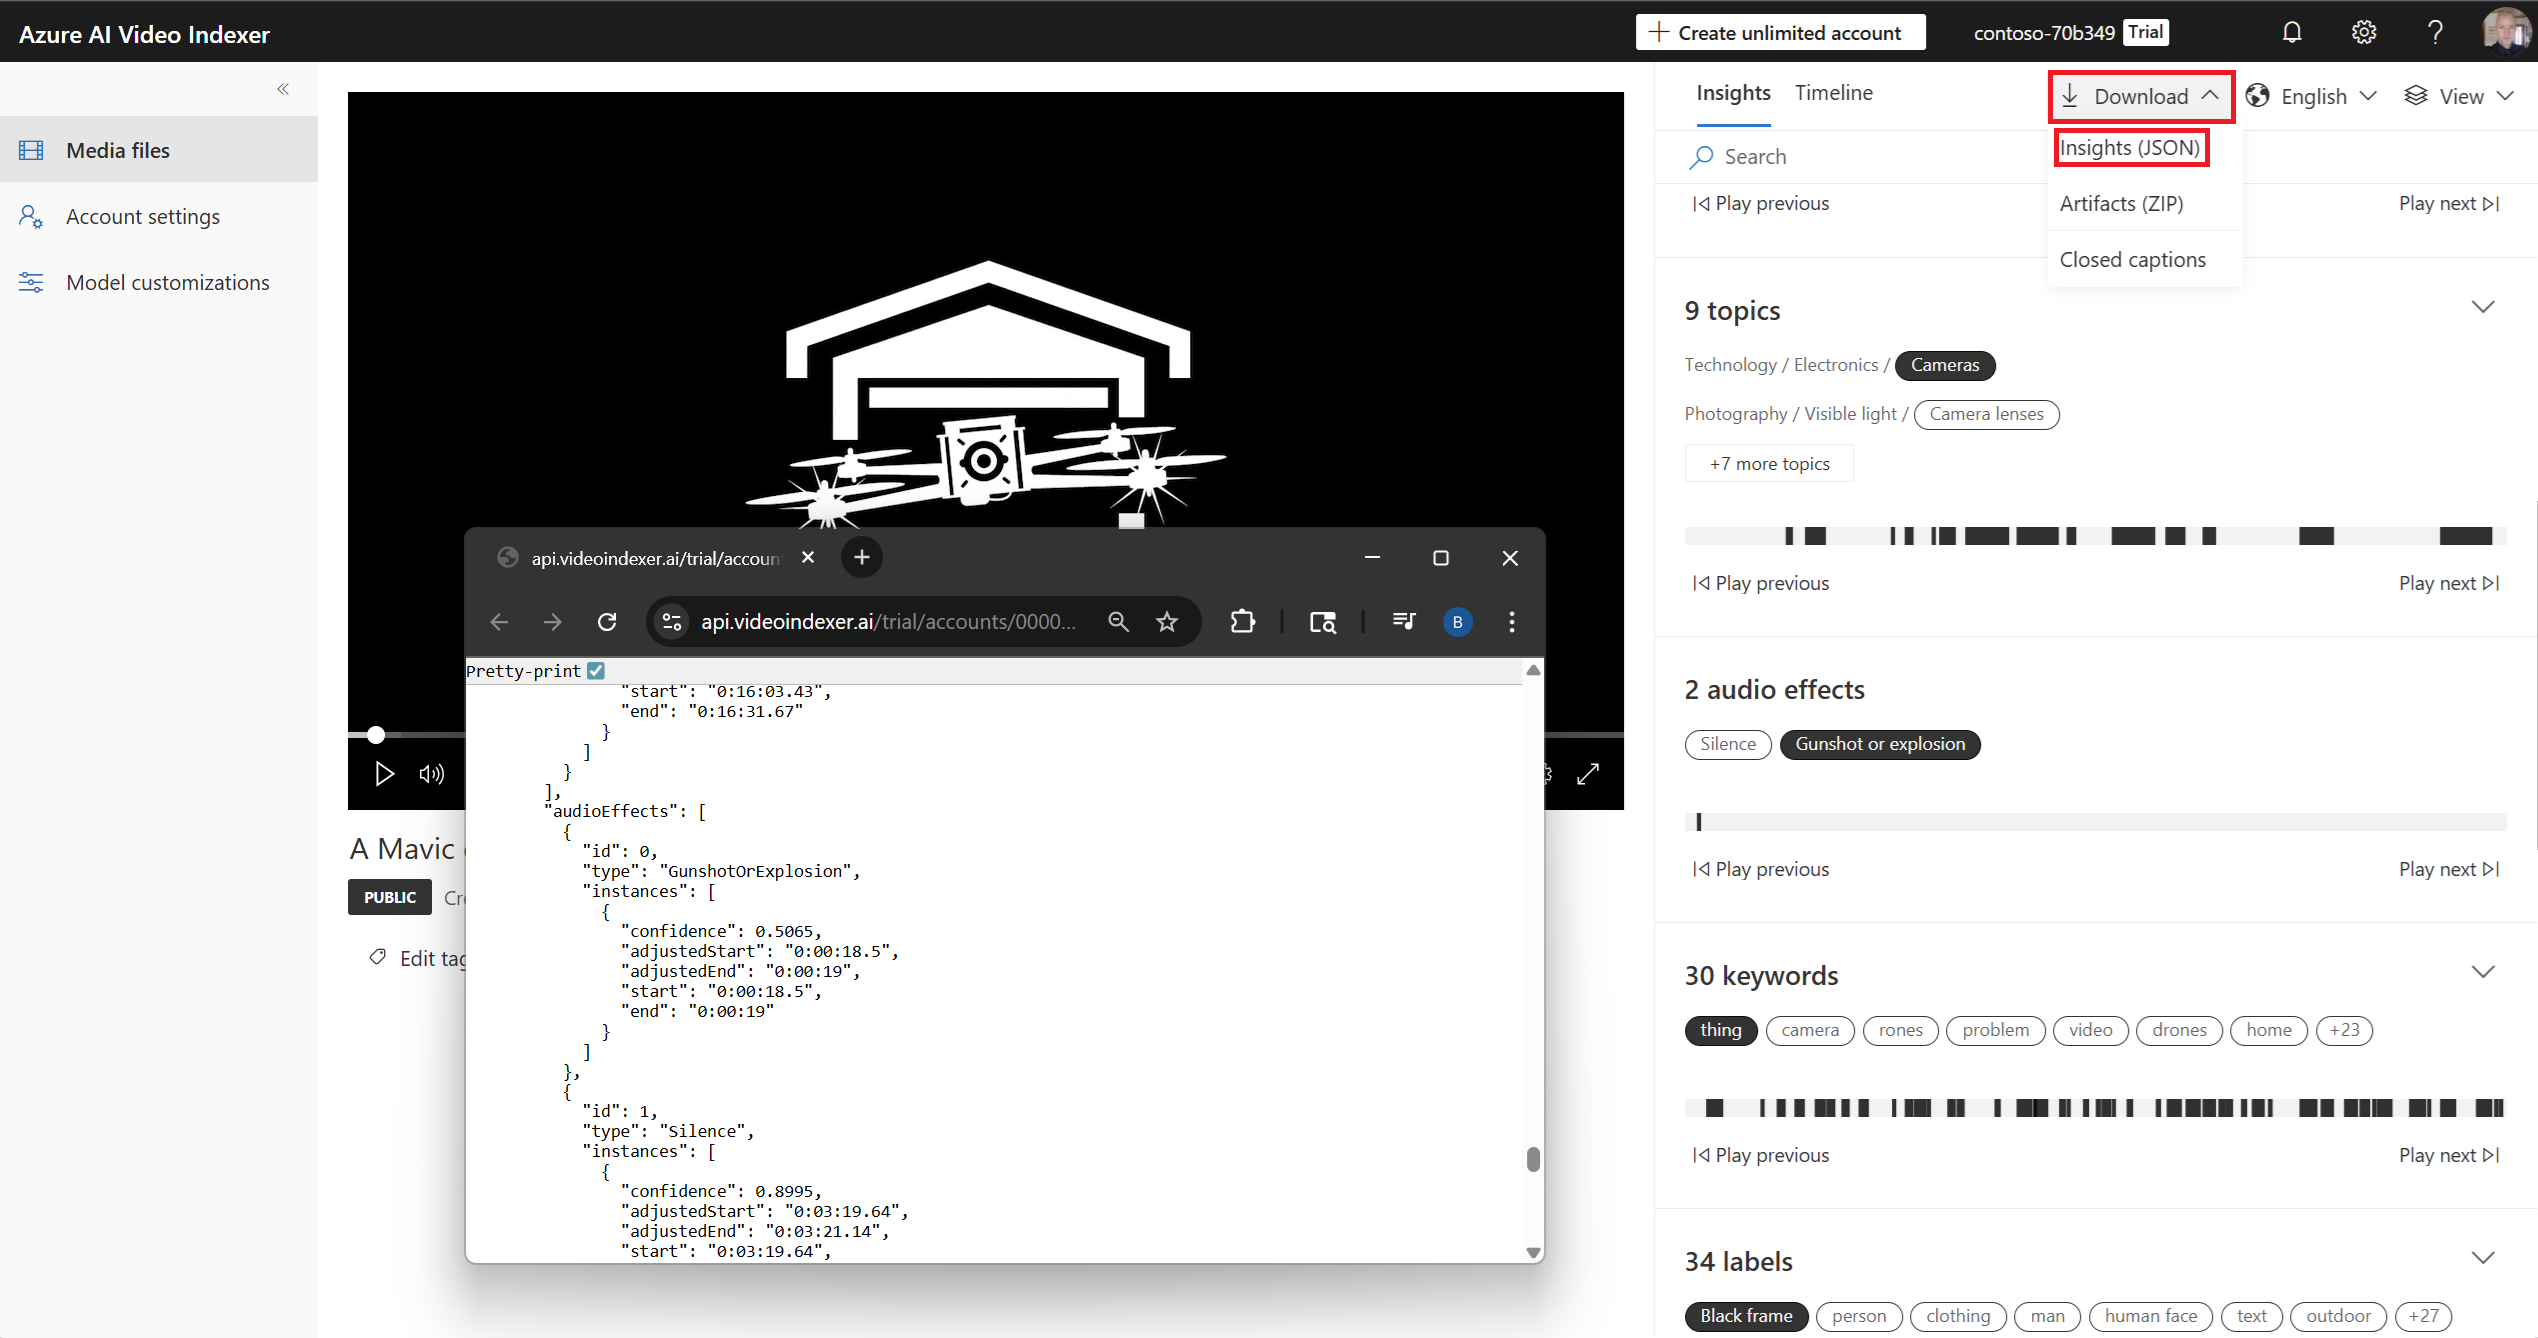 Azure AI Video Indexer
Create unlimited account
contoso-70b349 Trial
Media files
Account settings
Model customizations
Insights Timeline
Download
English
View
Search
Insights (JSON)
Artifacts (ZIP)
Closed captions
Play previous
Play next
9 topics
Technology / Electronics / Cameras
Photography / Visible light / Camera lenses
+7 more topics
Play previous
Play next
2 audio effects
Silence Gunshot or explosion
Play previous
Play next
30 keywords
thing camera rones problem video drones home +23
Play previous
Play next
34 labels
Black frame person clothing man human face text outdoor +27
A Mavic
PUBLIC
Edit tag
api.videoindexer.ai/trial/accoun
api.videoindexer.ai/trial/accounts/0000...
B
Pretty-print
"start": "0:16:03.43",
"end": "0:16:31.67"
}
]
}
],
"audioEffects": [
{
"id": 0,
"type": "GunshotOrExplosion",
"instances": [
{
"confidence": 0.5065,
"adjustedStart": "0:00:18.5",
"adjustedEnd": "0:00:19",
"start": "0:00:18.5",
"end": "0:00:19"
}
]
},
{
"id": 1,
"type": "Silence",
"instances": [
{
"confidence": 0.8995,
"adjustedStart": "0:03:19.64",
"adjustedEnd": "0:03:21.14",
"start": "0:03:19.64",